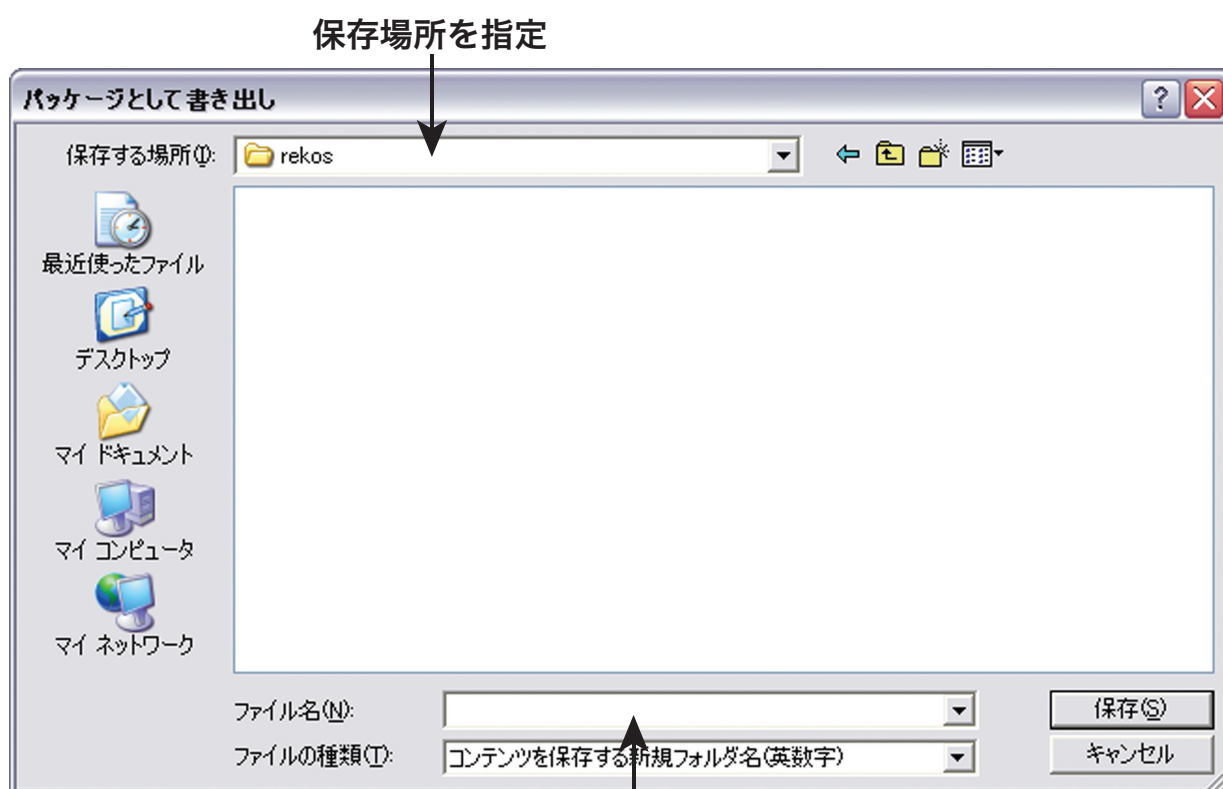 保存場所を指定
パッケージとして書き出し
保存する場所(I):
rekos
最近使ったファイル
デスクトップ
マイ ドキュメント
マイ コンピュータ
マイ ネットワーク
ファイル名(N):
保存(S)
ファイルの種類(T):
コンテンツを保存する新規フォルダ名(英数字)
キャンセル